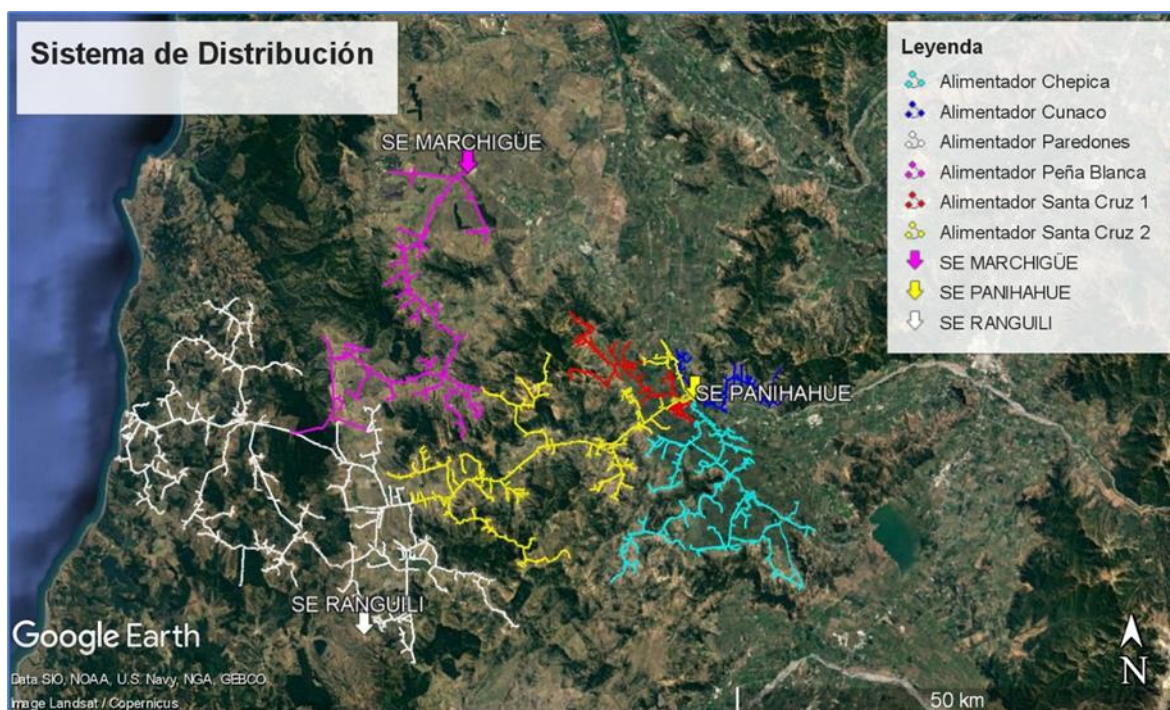 Sistema de Distribución
Leyenda
Alimentador Chepica
Alimentador Cunaco
Alimentador Paredones
Alimentador Peña Blanca
Alimentador Santa Cruz 1
Alimentador Santa Cruz 2
SE MARCHIGÜE
SE PANIHAHUE
SE RANGUILI
SE MARCHIGÜE
SE PANIHAHUE
SE RANGUILI
Google Earth
Data SIO, NOAA, U.S. Navy, NGA, GEBCO
Image Landsat / Copernicus
N
50 km